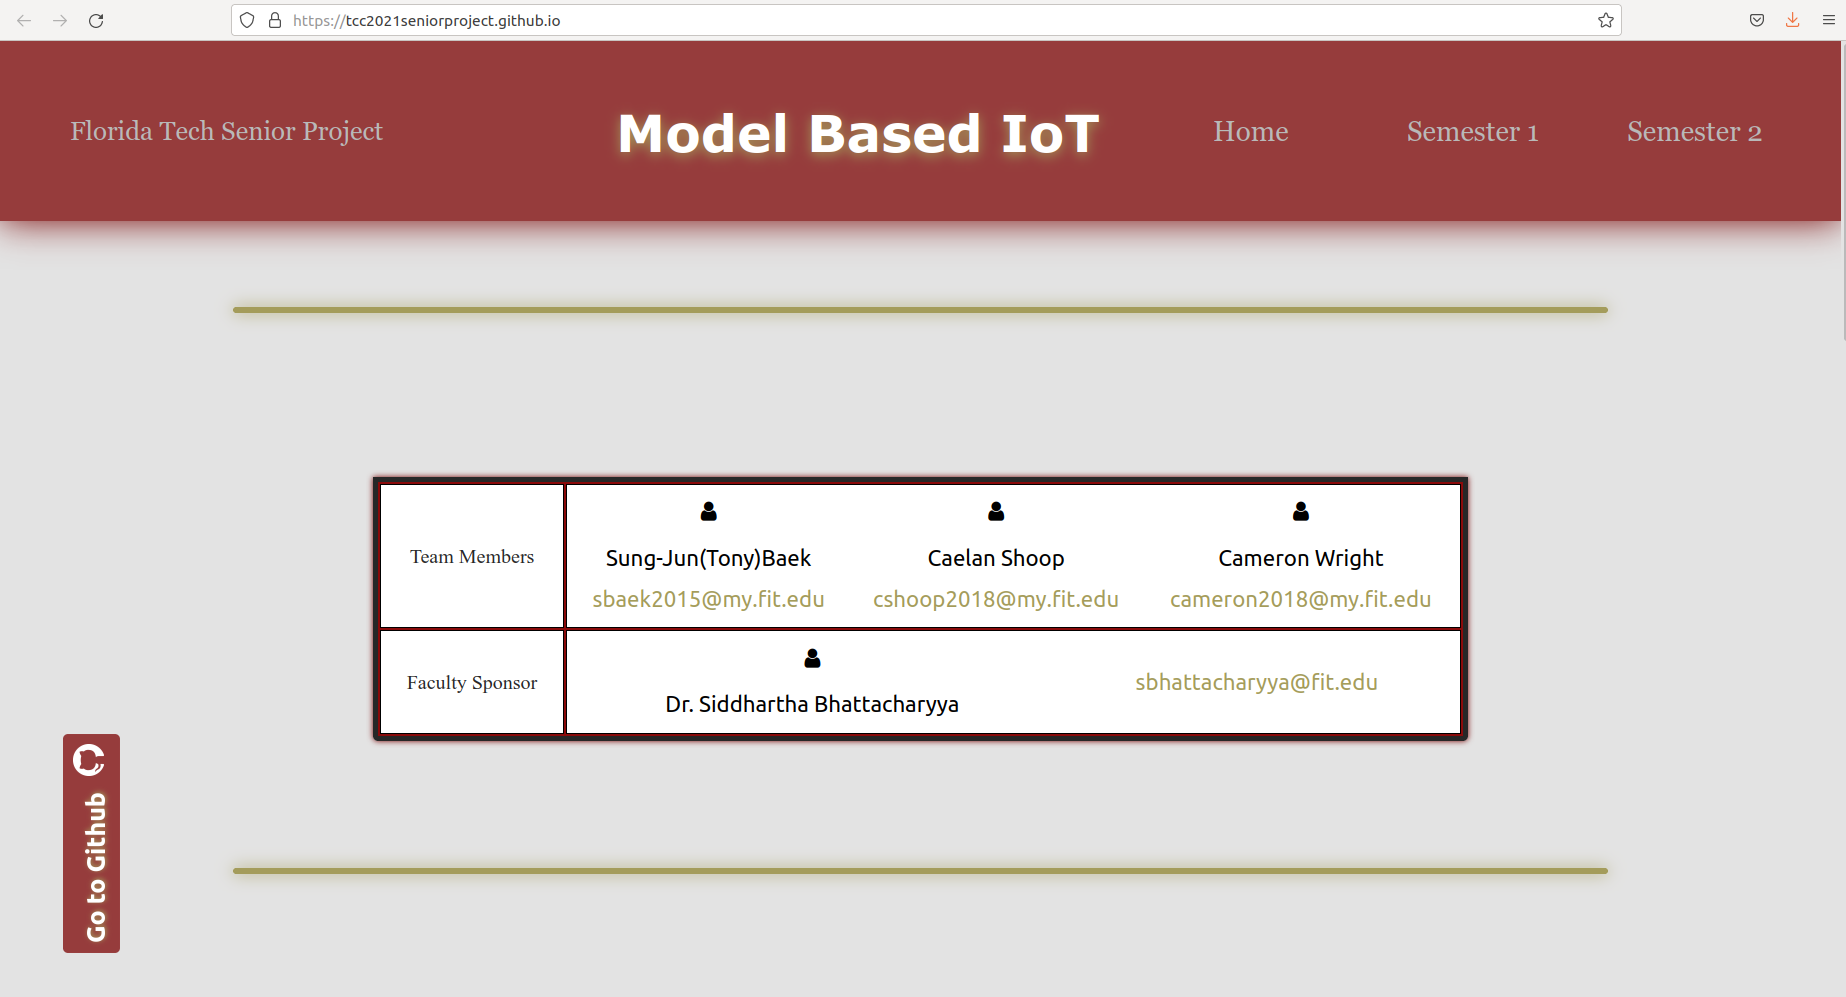 https://tcc2021seniorproject.github.io
Florida Tech Senior Project
Model Based IoT
Home
Semester 1
Semester 2
Team Members
Sung-Jun(Tony)Baek
sbaek2015@my.fit.edu
Caelan Shoop
cshoop2018@my.fit.edu
Cameron Wright
cameron2018@my.fit.edu
Faculty Sponsor
Dr. Siddhartha Bhattacharyya
sbhattacharyya@fit.edu
Go to Github